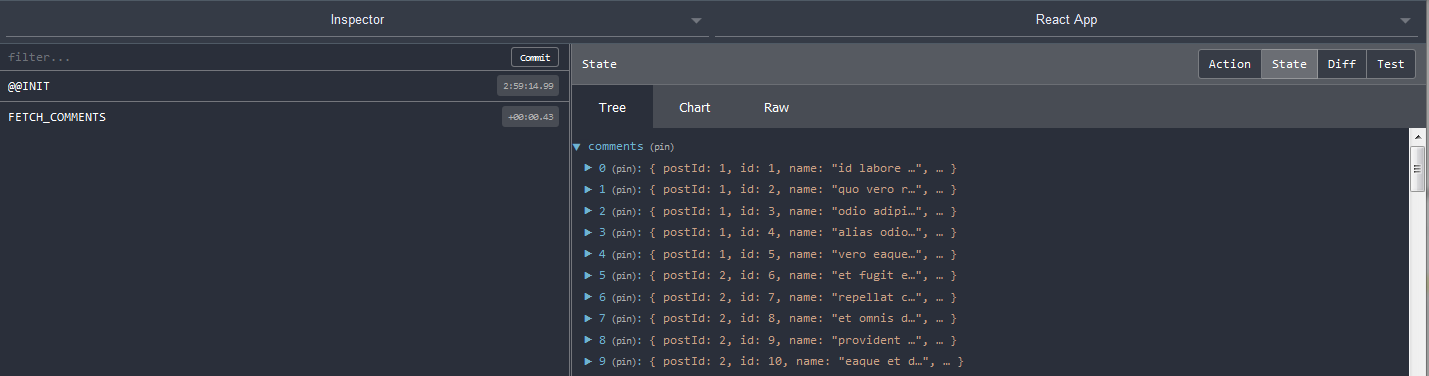 Inspector
React App
filter...
Commit
@@INIT
2:59:14.99
FETCH_COMMENTS
+00:00.43
State
Action
State
Diff
Test
Tree
Chart
Raw
▼ comments (pin)
▶ 0 (pin): { postId: 1, id: 1, name: "id labore …", … }
▶ 1 (pin): { postId: 1, id: 2, name: "quo vero r…", … }
▶ 2 (pin): { postId: 1, id: 3, name: "odio adipi…", … }
▶ 3 (pin): { postId: 1, id: 4, name: "alias odio…", … }
▶ 4 (pin): { postId: 1, id: 5, name: "vero eaque…", … }
▶ 5 (pin): { postId: 2, id: 6, name: "et fugit e…", … }
▶ 6 (pin): { postId: 2, id: 7, name: "repellat c…", … }
▶ 7 (pin): { postId: 2, id: 8, name: "et omnis d…", … }
▶ 8 (pin): { postId: 2, id: 9, name: "provident …", … }
▶ 9 (pin): { postId: 2, id: 10, name: "eaque et d…", … }